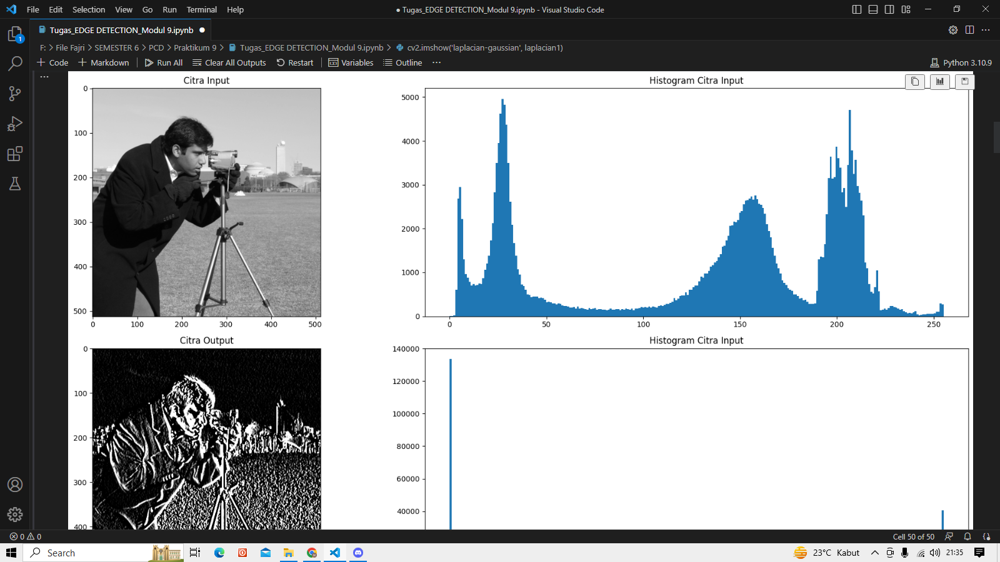 File Edit Selection View Go Run Terminal Help
● Tugas_EDGE DETECTION_Modul 9.ipynb - Visual Studio Code
Tugas_EDGE DETECTION_Modul 9.ipynb ●
1
F: > File Fajri > SEMESTER 6 > PCD > Praktikum 9 > Tugas_EDGE DETECTION_Modul 9.ipynb > cv2.imshow('laplacian-gaussian', laplacian1)
+ Code + Markdown Run All Clear All Outputs Restart Variables Outline ... Python 3.10.9
Citra Input
0
100
200
300
400
500
0 100 200 300 400 500
Histogram Citra Input
5000
4000
3000
2000
1000
0
0 50 100 150 200 250
Citra Output
0
100
200
300
400
Histogram Citra Input
140000
120000
100000
80000
60000
40000
0 0
Cell 50 of 50
Search
23°C Kabut
21:35